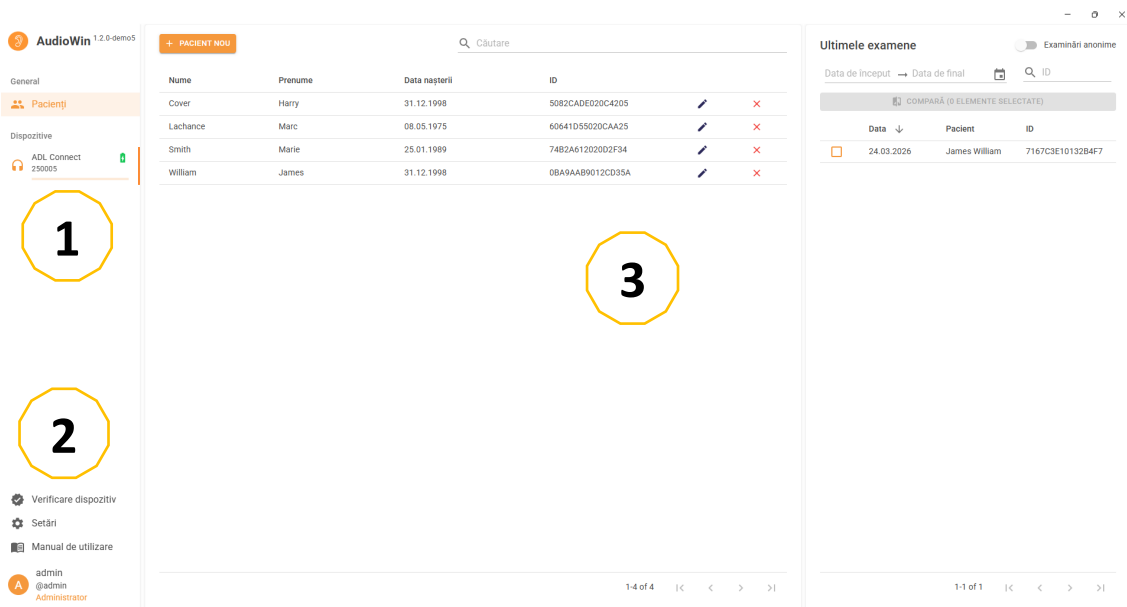 AudioWin 1.2.0-demo5
General
Pacienți
Dispozitive
ADL Connect
250005
1
2
Verificare dispozitiv
Setări
Manual de utilizare
A
admin
@admin
Administrator
+ PACIENT NOU
Căutare
Nume Prenume Data nașterii ID
Cover Harry 31.12.1998 5082CADE020C4205
Lachance Marc 08.05.1975 60641D55020CAA25
Smith Marie 25.01.1989 74B2A612020D2F34
William James 31.12.1998 0BA9AAB9012CD35A
3
1-4 of 4
Ultimele examene
Examinări anonime
Data de început → Data de final
ID
COMPARĂ (0 ELEMENTE SELECTATE)
Data ↓ Pacient ID
24.03.2026 James William 7167C3E10132B4F7
1-1 of 1